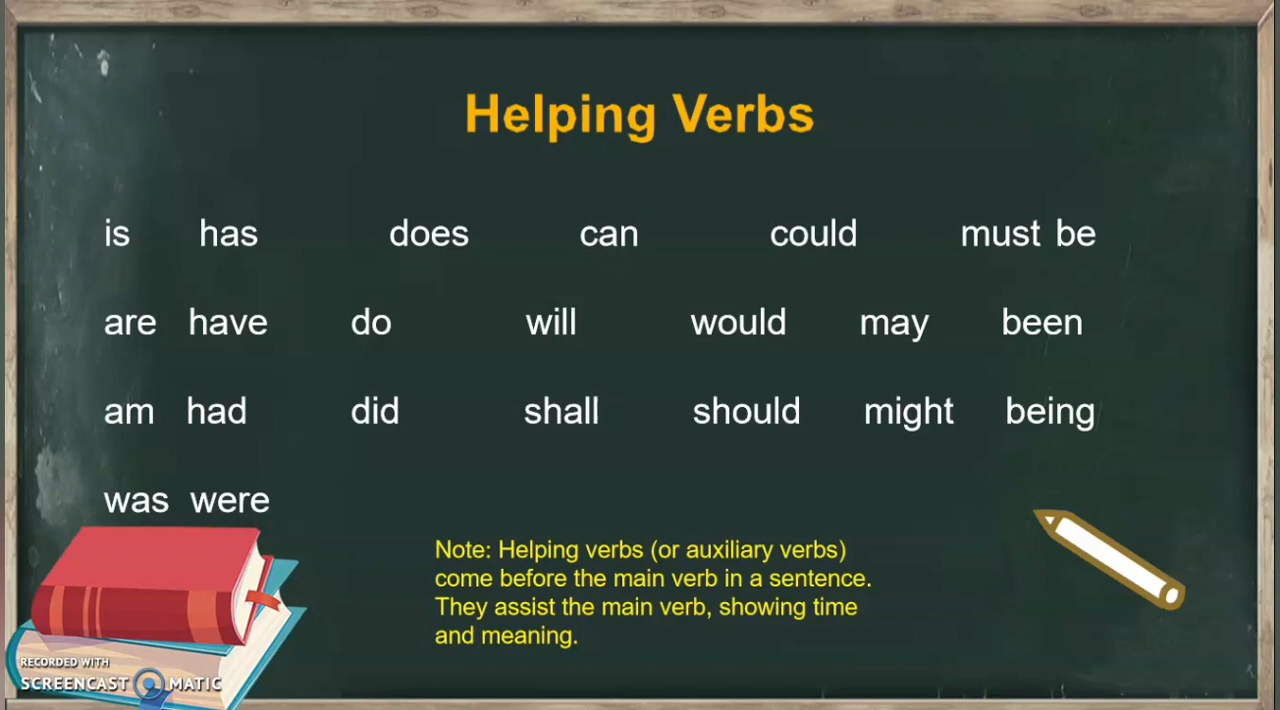 Helping Verbs
is has does can could must be
are have do will would may been
am had did shall should might being
was were
Note: Helping verbs (or auxiliary verbs)
come before the main verb in a sentence.
They assist the main verb, showing time
and meaning.
RECORDED WITH
SCREENCAST MATIC